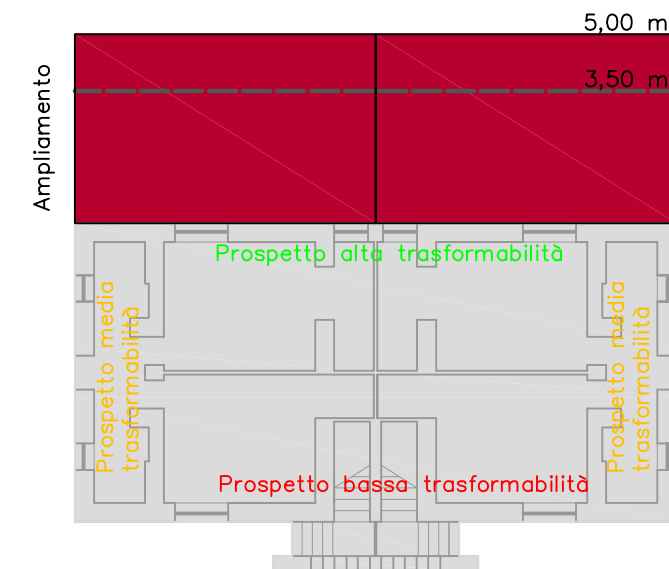 5,00 m
3,50 m
Ampliamento
Prospetto alta trasformabilità
Prospetto media
trasformabilità
Prospetto media
trasformabilità
Prospetto bassa trasformabilità